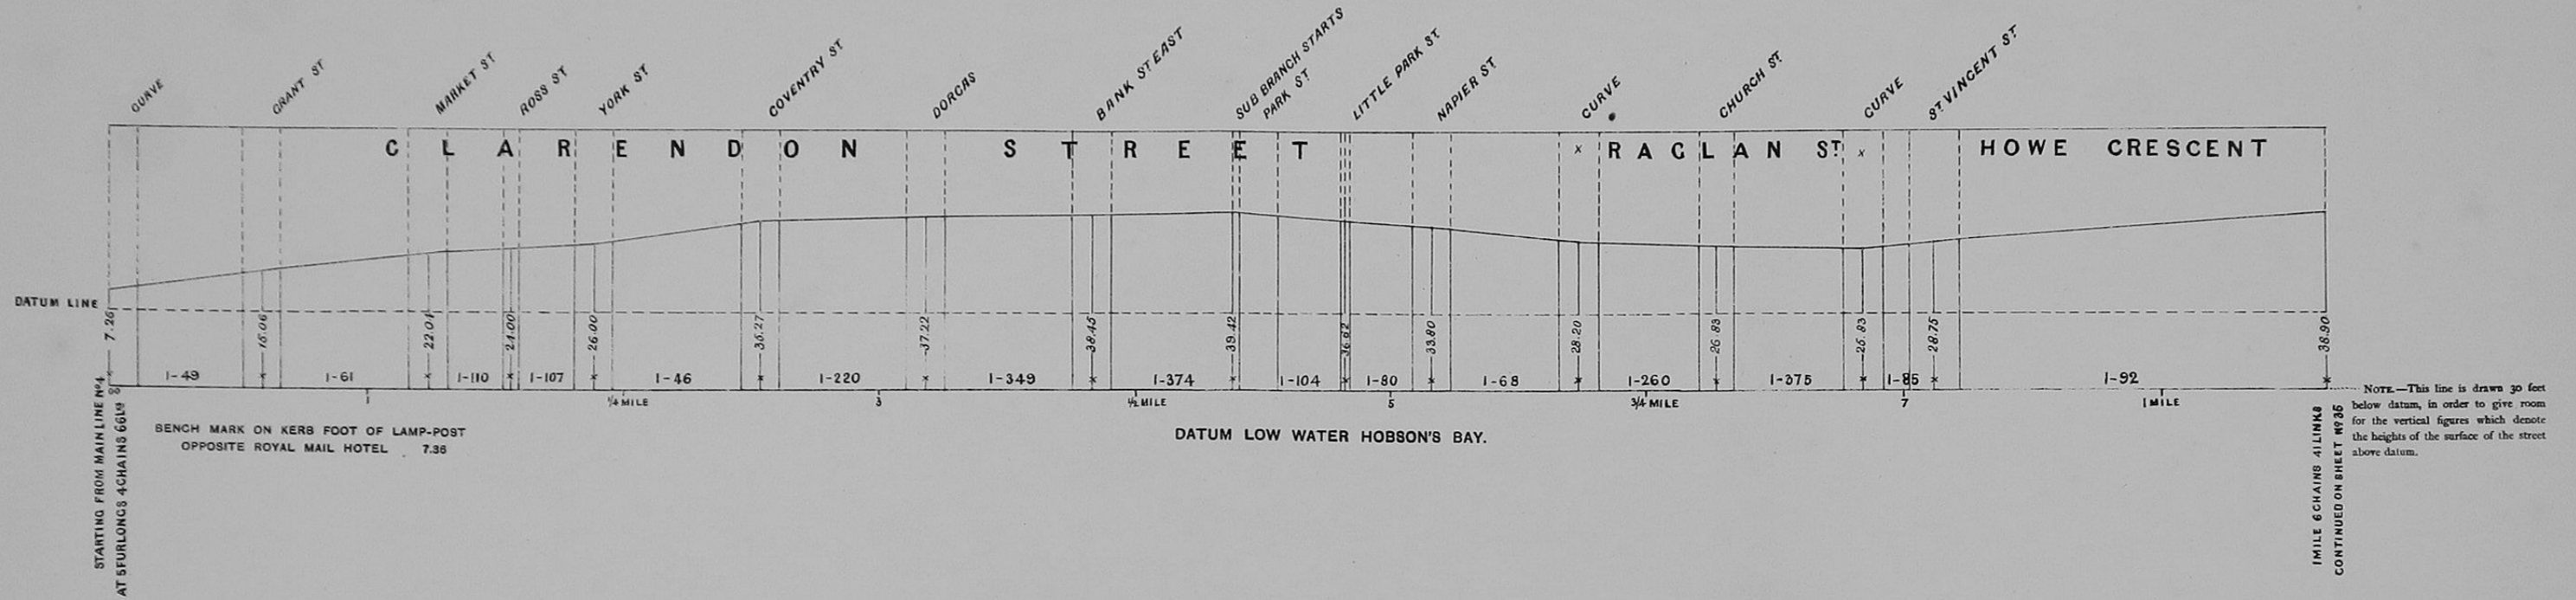 CURVE
GRANT ST
MARKET ST
ROSS ST
YORK ST
COVENTRY ST
DORCAS
BANK ST EAST
SUB BRANCH STARTS
PARK ST
LITTLE PARK ST
NAPIER ST
CURVE
CHURCH ST
CURVE
ST VINCENT ST
CLARENDON STREET
x RAGLAN ST x
HOWE CRESCENT
DATUM LINE
7.26
22.01
24.00
26.00
37.22
38.45
39.42
36.62
33.80
28.20
26.83
28.75
38.90
1-49
1-61
1-110
1-107
1-46
1-220
1-349
1-374
1-104
1-80
1-68
1-260
1-375
1-85
1-92
1
1/4 MILE
3
1/2 MILE
5
3/4 MILE
7
1 MILE
BENCH MARK ON KERB FOOT OF LAMP-POST
OPPOSITE ROYAL MAIL HOTEL . 7.36
DATUM LOW WATER HOBSON'S BAY.
STARTING FROM MAIN LINE Nº4
AT 5 FURLONGS 4 CHAINS 66 LKS
1 MILE 6 CHAINS 41 LINKS
CONTINUED ON SHEET Nº 36
NOTE.—This line is drawn 30 feet
below datum, in order to give room
for the vertical figures which denote
the heights of the surface of the street
above datum.